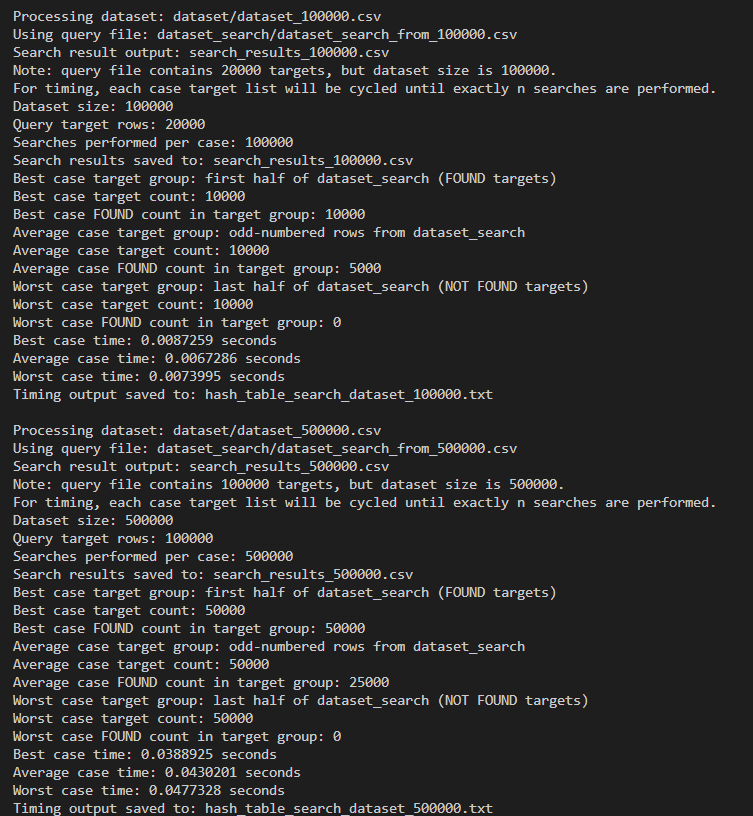 Processing dataset: dataset/dataset_100000.csv
Using query file: dataset_search/dataset_search_from_100000.csv
Search result output: search_results_100000.csv
Note: query file contains 20000 targets, but dataset size is 100000.
For timing, each case target list will be cycled until exactly n searches are performed.
Dataset size: 100000
Query target rows: 20000
Searches performed per case: 100000
Search results saved to: search_results_100000.csv
Best case target group: first half of dataset_search (FOUND targets)
Best case target count: 10000
Best case FOUND count in target group: 10000
Average case target group: odd-numbered rows from dataset_search
Average case target count: 10000
Average case FOUND count in target group: 5000
Worst case target group: last half of dataset_search (NOT FOUND targets)
Worst case target count: 10000
Worst case FOUND count in target group: 0
Best case time: 0.0087259 seconds
Average case time: 0.0067286 seconds
Worst case time: 0.0073995 seconds
Timing output saved to: hash_table_search_dataset_100000.txt

Processing dataset: dataset/dataset_500000.csv
Using query file: dataset_search/dataset_search_from_500000.csv
Search result output: search_results_500000.csv
Note: query file contains 100000 targets, but dataset size is 500000.
For timing, each case target list will be cycled until exactly n searches are performed.
Dataset size: 500000
Query target rows: 100000
Searches performed per case: 500000
Search results saved to: search_results_500000.csv
Best case target group: first half of dataset_search (FOUND targets)
Best case target count: 50000
Best case FOUND count in target group: 50000
Average case target group: odd-numbered rows from dataset_search
Average case target count: 50000
Average case FOUND count in target group: 25000
Worst case target group: last half of dataset_search (NOT FOUND targets)
Worst case target count: 50000
Worst case FOUND count in target group: 0
Best case time: 0.0388925 seconds
Average case time: 0.0430201 seconds
Worst case time: 0.0477328 seconds
Timing output saved to: hash_table_search_dataset_500000.txt